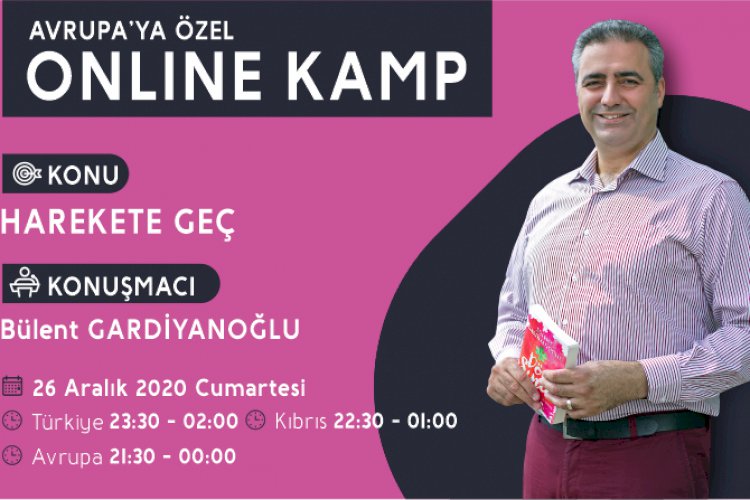 AVRUPA'YA ÖZEL
ONLINE KAMP
KONU
HAREKETE GEÇ
KONUŞMACI
Bülent GARDİYANOĞLU
26 Aralık 2020 Cumartesi
Türkiye 23:30 - 02:00 Kıbrıs 22:30 - 01:00
Avrupa 21:30 - 00:00